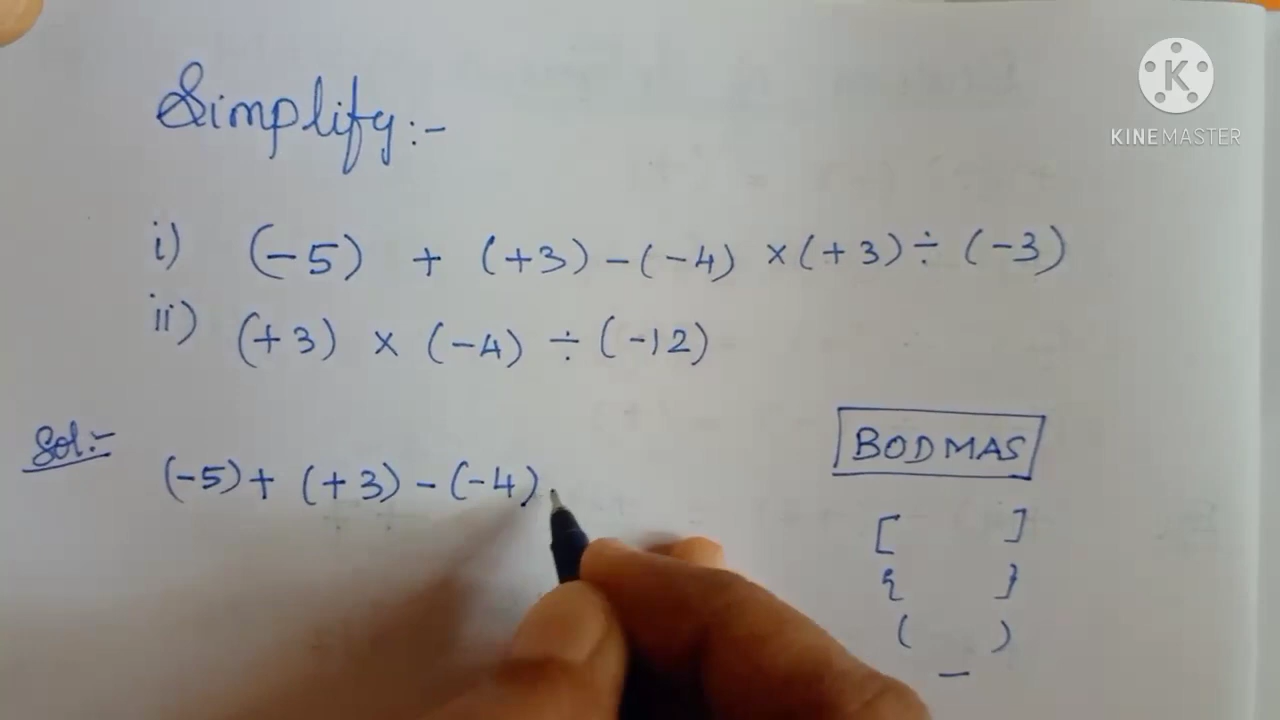 Simplify:-
KINEMASTER
i) (-5) + (+3) - (-4) × (+3) ÷ (-3)
ii) (+3) × (-4) ÷ (-12)
Sol:-
BODMAS
(-5) + (+3) - (-4)
[ ]
{ }
( )
—